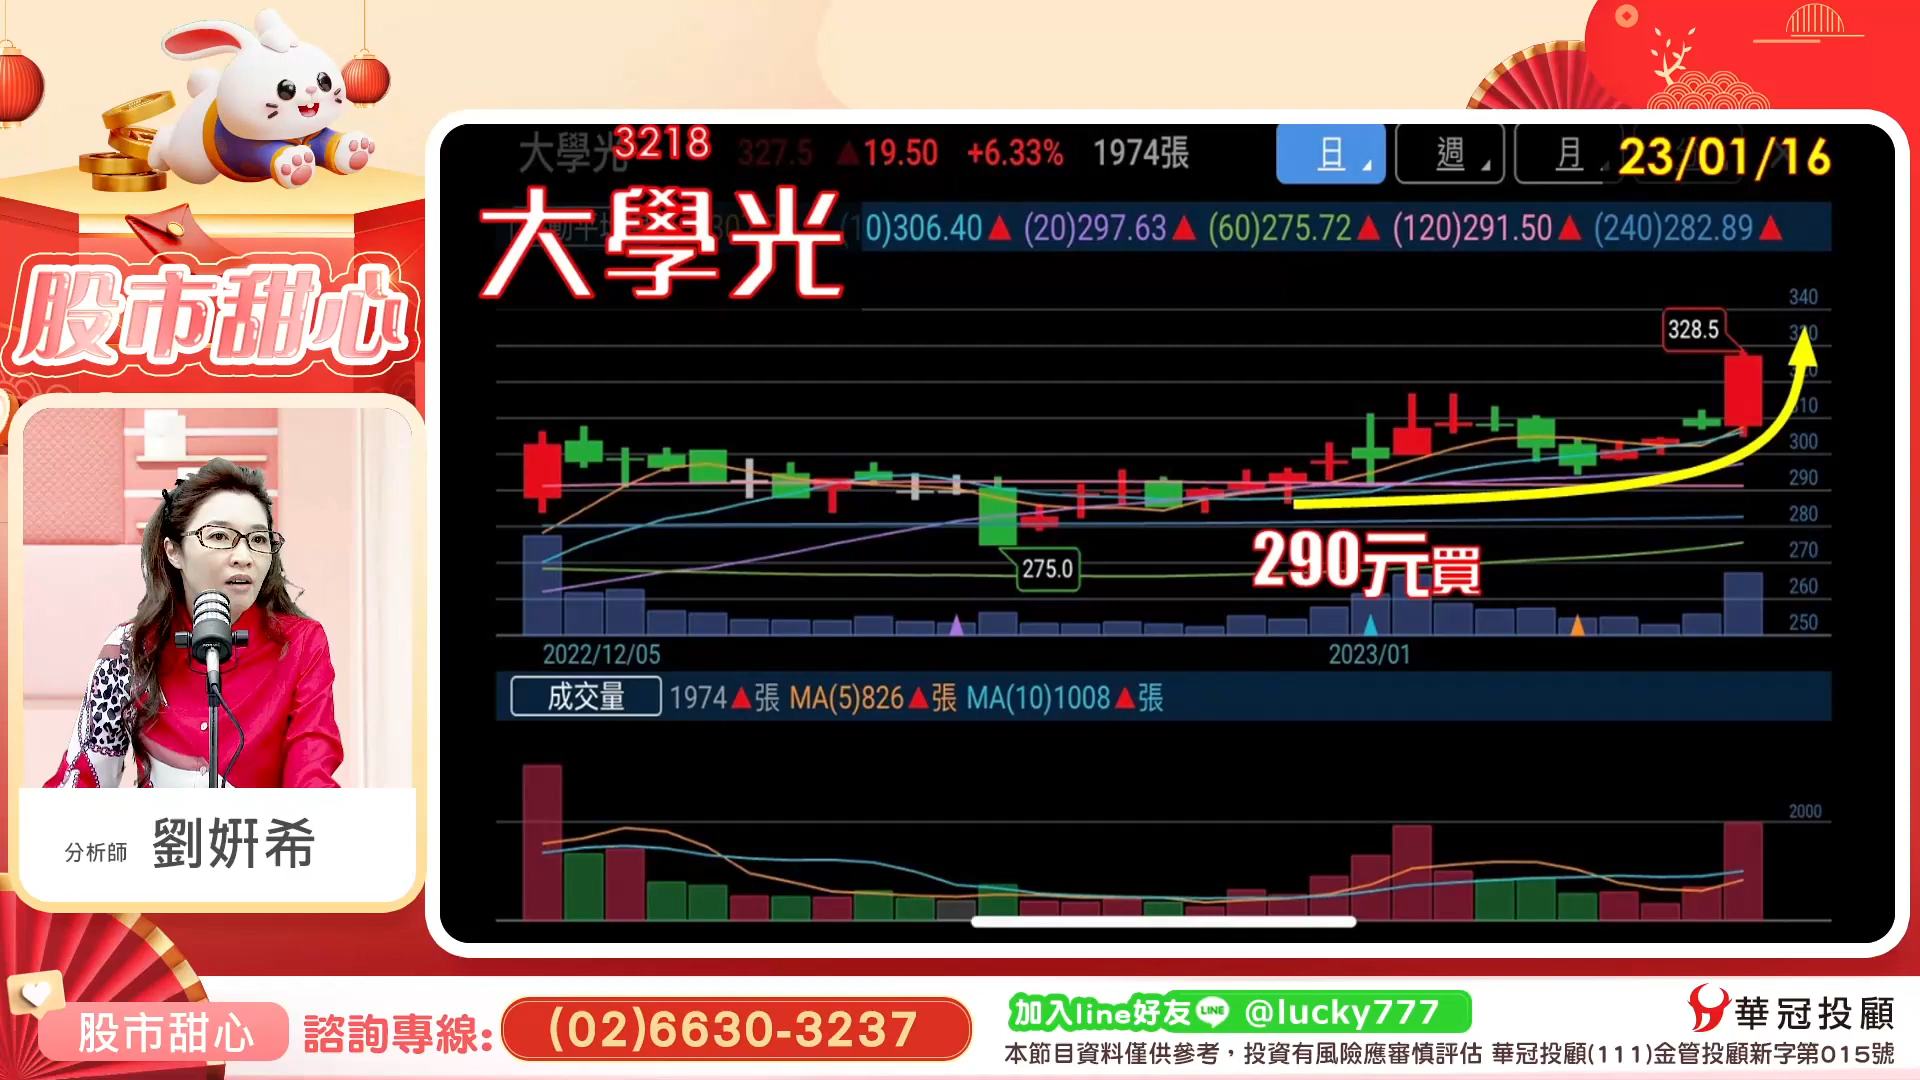 股市甜心
分析師 劉妍希
大學光 3218 327.5 ▲19.50 +6.33% 1974張 日 週 月 23/01/16
大學光
0)306.40▲ (20)297.63▲ (60)275.72▲ (120)291.50▲ (240)282.89▲
340
328.5
320
310
300
290
280
270
260
250
275.0
290元買
2022/12/05
2023/01
成交量 1974▲張 MA(5)826▲張 MA(10)1008▲張
2000
股市甜心 諮詢專線: (02)6630-3237
加入line好友 LINE @lucky777
華冠投顧
本節目資料僅供參考,投資有風險應審慎評估 華冠投顧(111)金管投顧新字第015號